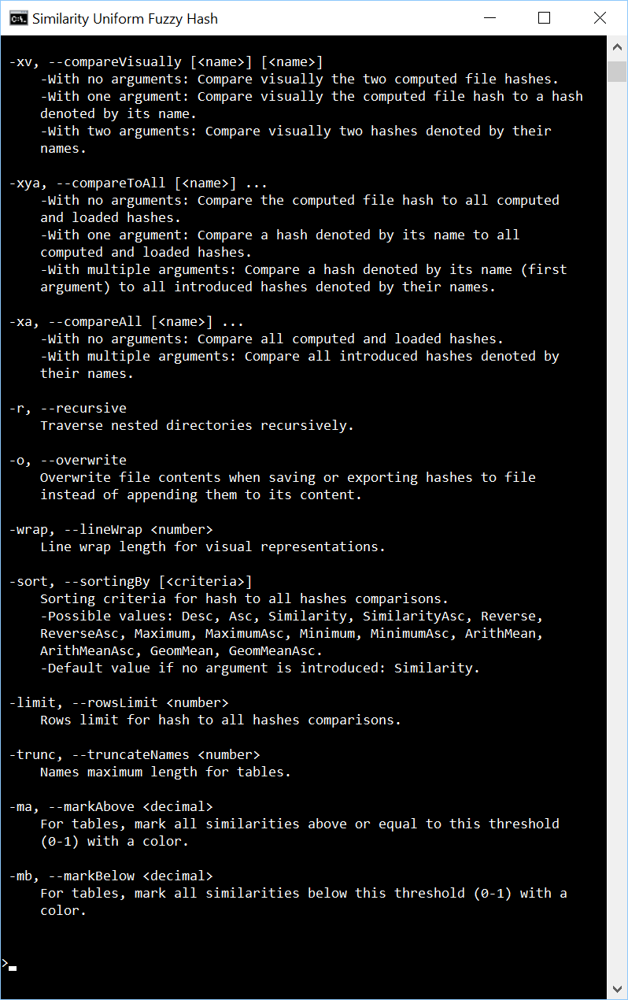 Similarity Uniform Fuzzy Hash
-xv, --compareVisually [<name>] [<name>]
-With no arguments: Compare visually the two computed file hashes.
-With one argument: Compare visually the computed file hash to a hash
denoted by its name.
-With two arguments: Compare visually two hashes denoted by their
names.
-xya, --compareToAll [<name>] ...
-With no arguments: Compare the computed file hash to all computed
and loaded hashes.
-With one argument: Compare a hash denoted by its name to all
computed and loaded hashes.
-With multiple arguments: Compare a hash denoted by its name (first
argument) to all introduced hashes denoted by their names.
-xa, --compareAll [<name>] ...
-With no arguments: Compare all computed and loaded hashes.
-With multiple arguments: Compare all introduced hashes denoted by
their names.
-r, --recursive
Traverse nested directories recursively.
-o, --overwrite
Overwrite file contents when saving or exporting hashes to file
instead of appending them to its content.
-wrap, --lineWrap <number>
Line wrap length for visual representations.
-sort, --sortingBy [<criteria>]
Sorting criteria for hash to all hashes comparisons.
-Possible values: Desc, Asc, Similarity, SimilarityAsc, Reverse,
ReverseAsc, Maximum, MaximumAsc, Minimum, MinimumAsc, ArithMean,
ArithMeanAsc, GeomMean, GeomMeanAsc.
-Default value if no argument is introduced: Similarity.
-limit, --rowsLimit <number>
Rows limit for hash to all hashes comparisons.
-trunc, --truncateNames <number>
Names maximum length for tables.
-ma, --markAbove <decimal>
For tables, mark all similarities above or equal to this threshold
(0-1) with a color.
-mb, --markBelow <decimal>
For tables, mark all similarities below this threshold (0-1) with a
color.
>